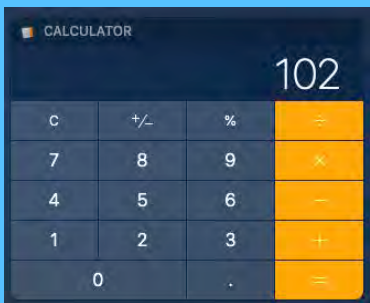 CALCULATOR
102
C +/− % ÷
7 8 9 ×
4 5 6 −
1 2 3 +
0 . =